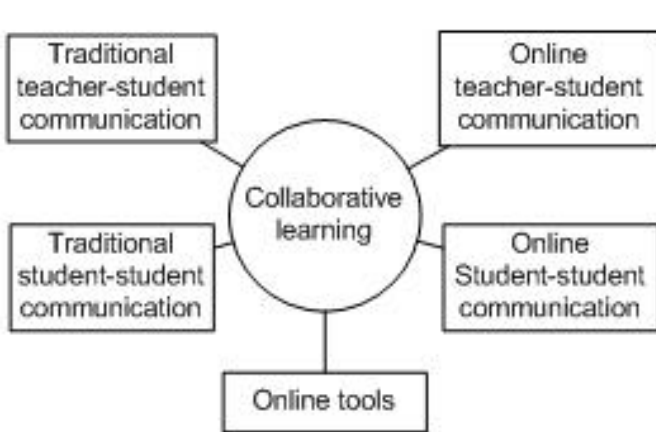 Traditional
teacher-student
communication
Online
teacher-student
communication
Collaborative
learning
Traditional
student-student
communication
Online
Student-student
communication
Online tools